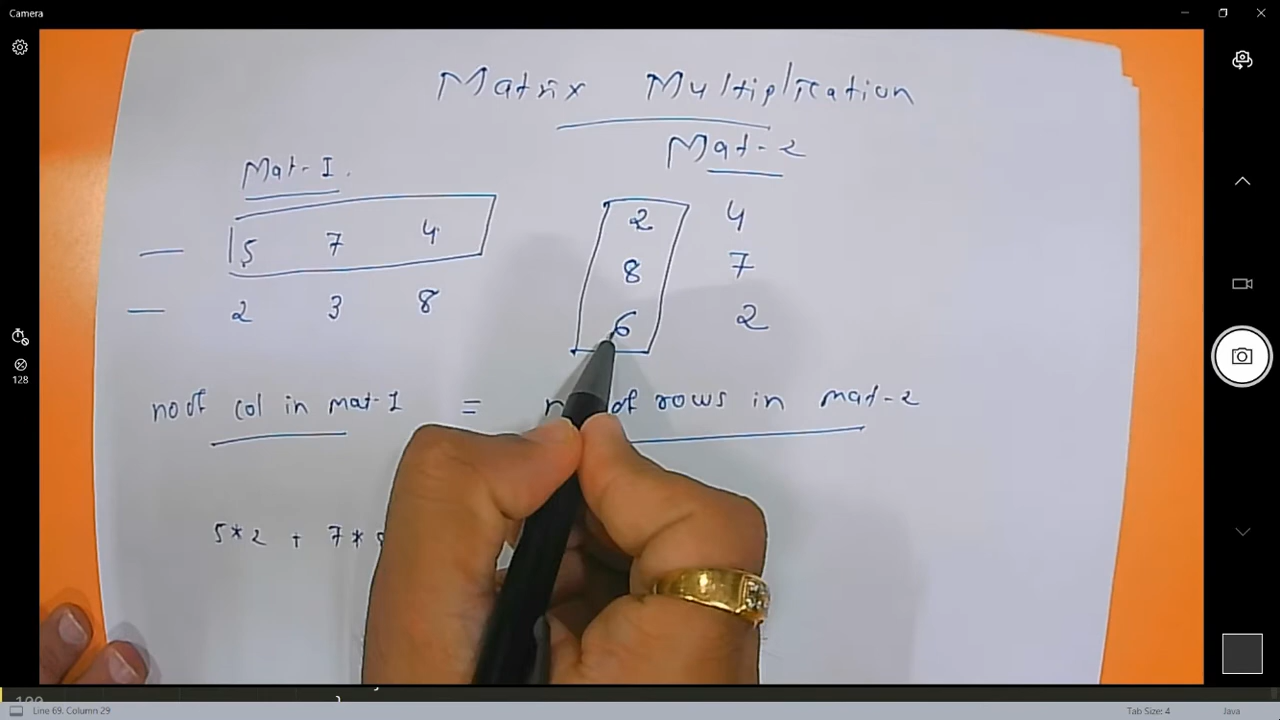 Camera
Matrix Multiplication
Mat-I. Mat-2
5 7 4 2 4
2 3 8 8 7
6 2
128
no of col in mat-I = of rows in mat-2
5*2 + 7*
}
Line 69, Column 29 Tab Size: 4 Java